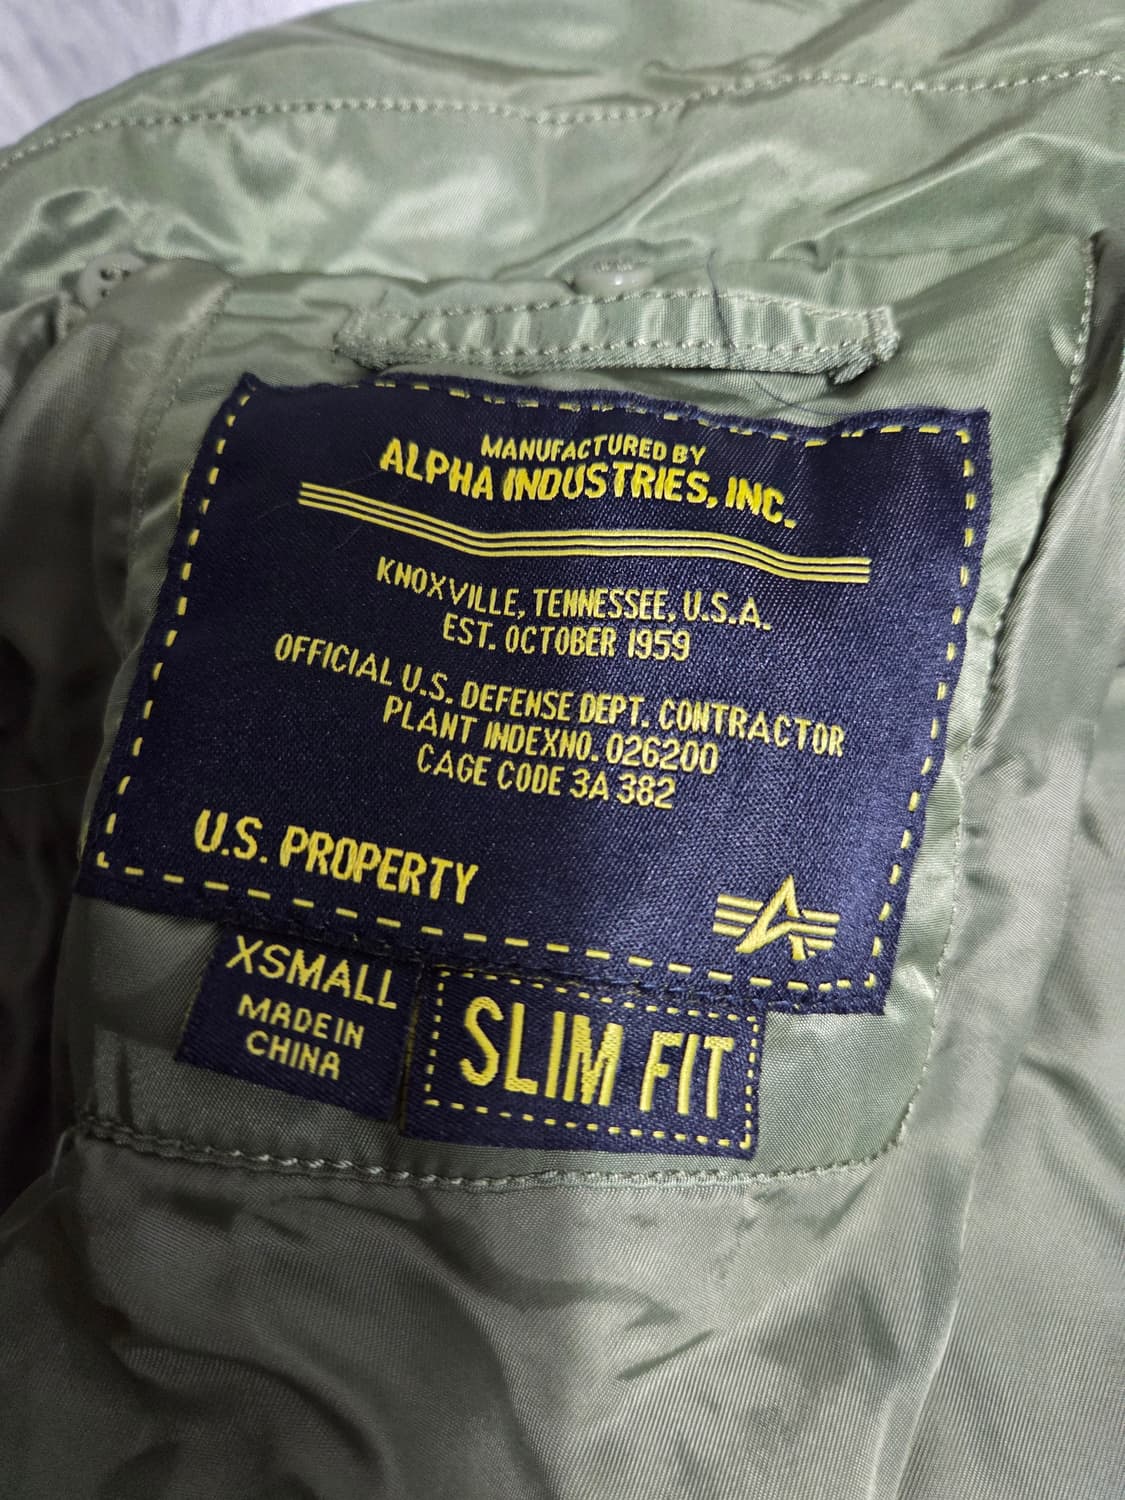 MANUFACTURED BY
ALPHA INDUSTRIES, INC.
KNOXVILLE, TENNESSEE, U.S.A.
EST. OCTOBER 1959
OFFICIAL U.S. DEFENSE DEPT. CONTRACTOR
PLANT INDEXNO. 026200
CAGE CODE 3A 382
U.S. PROPERTY
XSMALL
MADE IN
CHINA
SLIM FIT